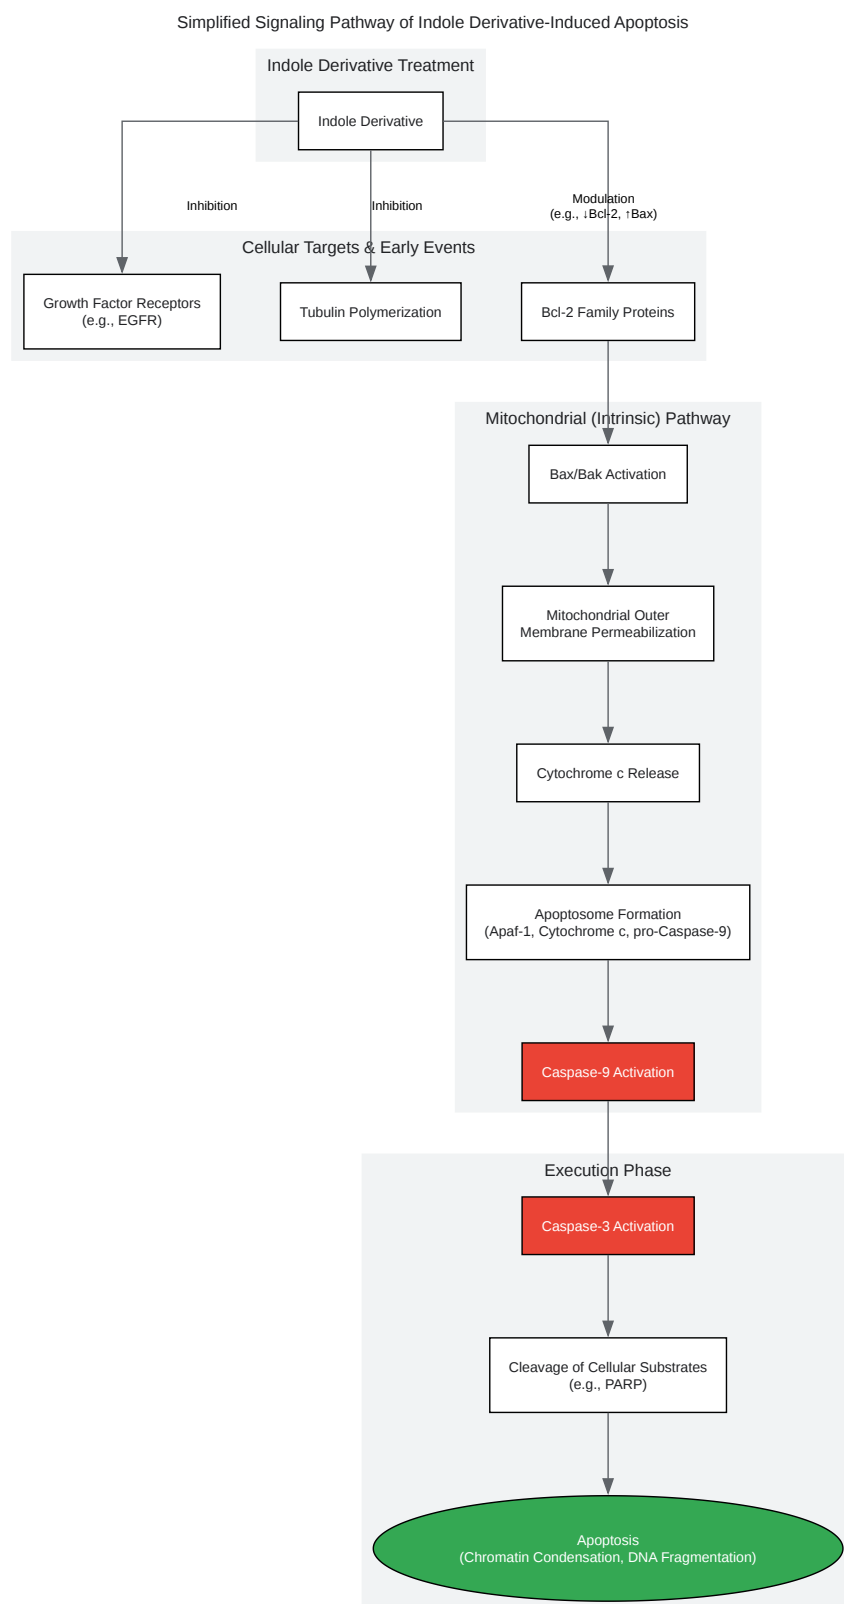 Simplified Signaling Pathway of Indole Derivative-Induced Apoptosis
Indole Derivative Treatment
Indole Derivative
Inhibition
Inhibition
Modulation
(e.g., ↓Bcl-2, ↑Bax)
Cellular Targets & Early Events
Growth Factor Receptors
(e.g., EGFR)
Tubulin Polymerization
Bcl-2 Family Proteins
Mitochondrial (Intrinsic) Pathway
Bax/Bak Activation
Mitochondrial Outer
Membrane Permeabilization
Cytochrome c Release
Apoptosome Formation
(Apaf-1, Cytochrome c, pro-Caspase-9)
Caspase-9 Activation
Execution Phase
Caspase-3 Activation
Cleavage of Cellular Substrates
(e.g., PARP)
Apoptosis
(Chromatin Condensation, DNA Fragmentation)